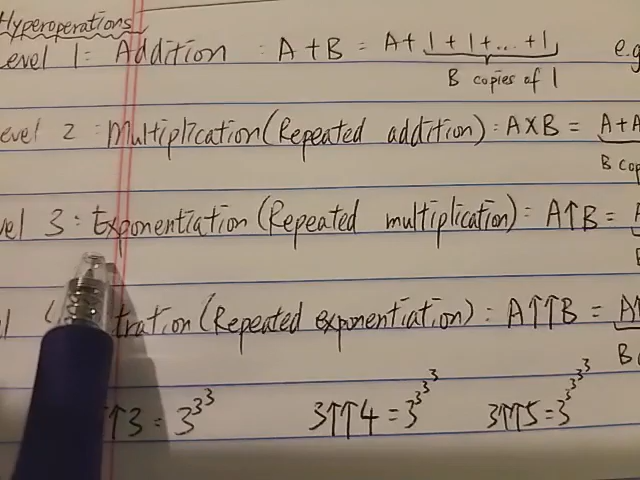 Hyperoperations
Level 1: Addition : A+B = A+1+1+...+1 e.g
B copies of 1
evel 2 : Multiplication (Repeated addition) : A×B = A+A
B cop
vel 3 : Exponentiation (Repeated multiplication) : A↑B =
tration (Repeated exponentiation) : A↑↑B = A↑
B c
↑↑3 = 3^3^3 3↑↑4 = 3^3^3^3 3↑↑5 = 3^3^3^3^3